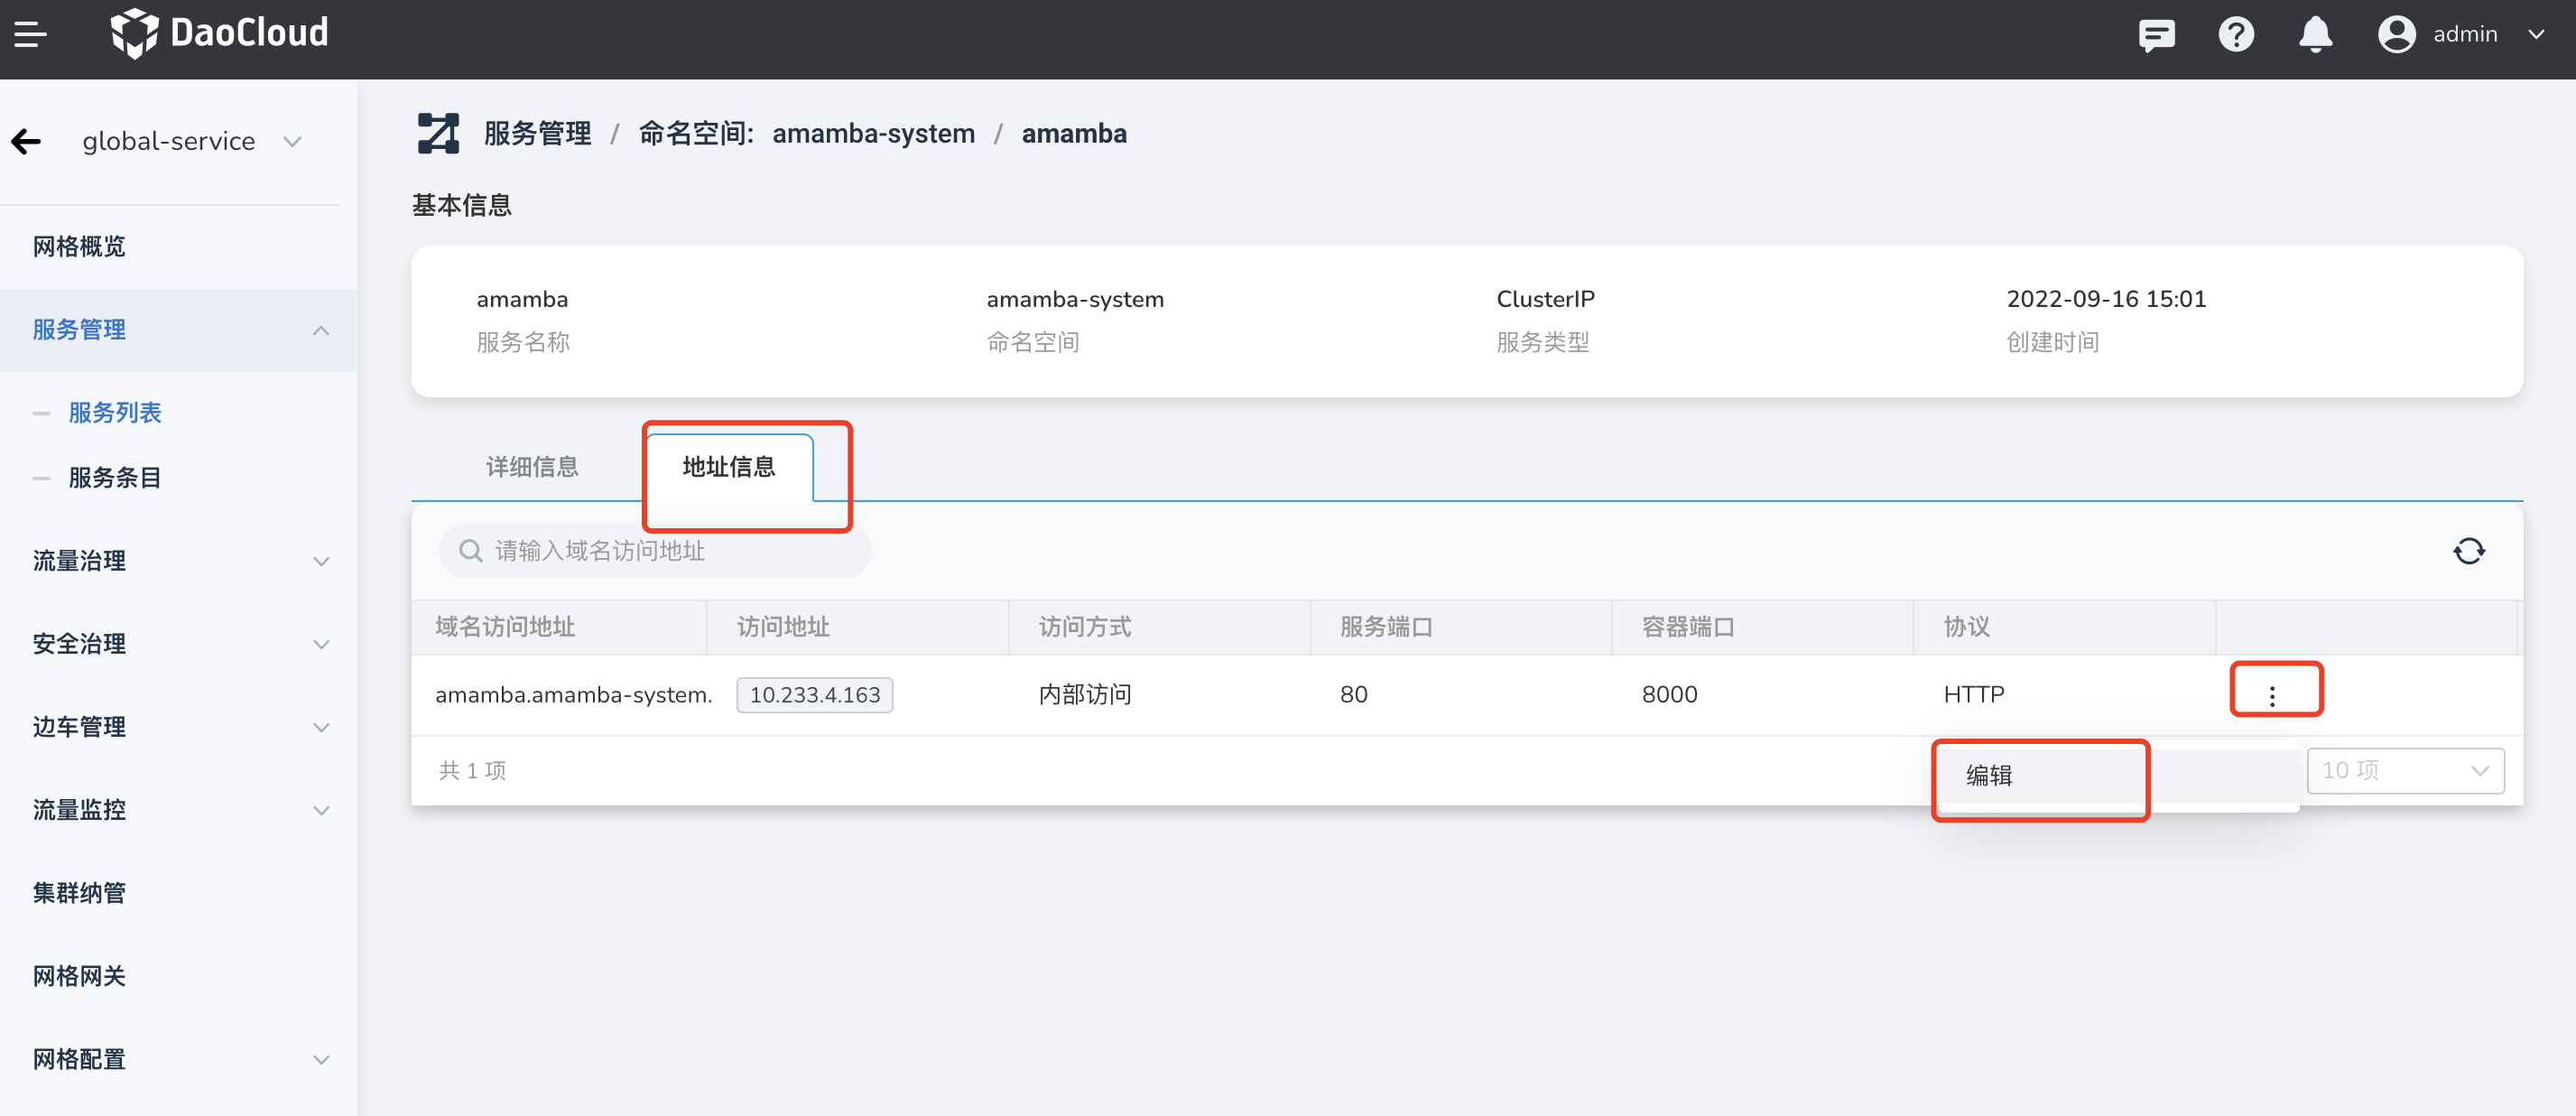 DaoCloud
admin
global-service
网格概览
服务管理
服务列表
服务条目
流量治理
安全治理
边车管理
流量监控
集群纳管
网格网关
网格配置
服务管理 / 命名空间: amamba-system / amamba
基本信息
amamba
服务名称
amamba-system
命名空间
ClusterIP
服务类型
2022-09-16 15:01
创建时间
详细信息 地址信息
请输入域名访问地址
域名访问地址 访问地址 访问方式 服务端口 容器端口 协议
amamba.amamba-system. 10.233.4.163 内部访问 80 8000 HTTP
编辑
共 1 项 10 项